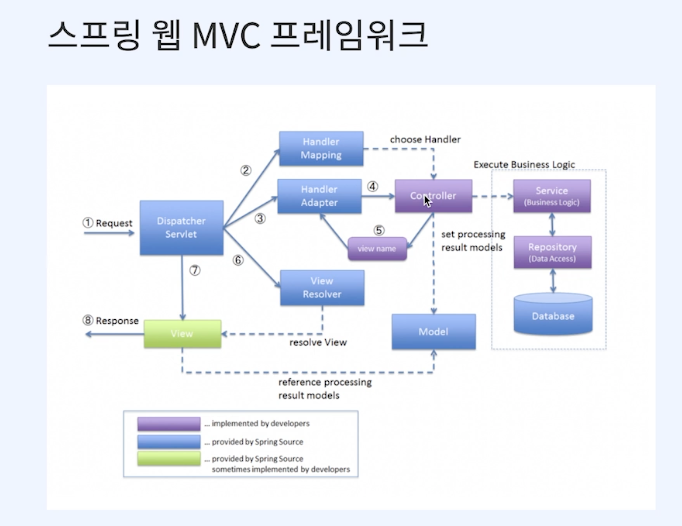 스프링 웹 MVC 프레임워크
Handler
Mapping
choose Handler
②
Execute Business Logic
Handler
Adapter
④
Controller
Service
(Business Logic)
① Request
Dispatcher
Servlet
③
⑤
view name
set processing
result models
Repository
(Data Access)
⑥
⑦
View
Resolver
Database
⑧ Response
View
resolve View
Model
reference processing
result models
... implemented by developers
... provided by Spring Source
... provided by Spring Source
sometimes implemented by developers